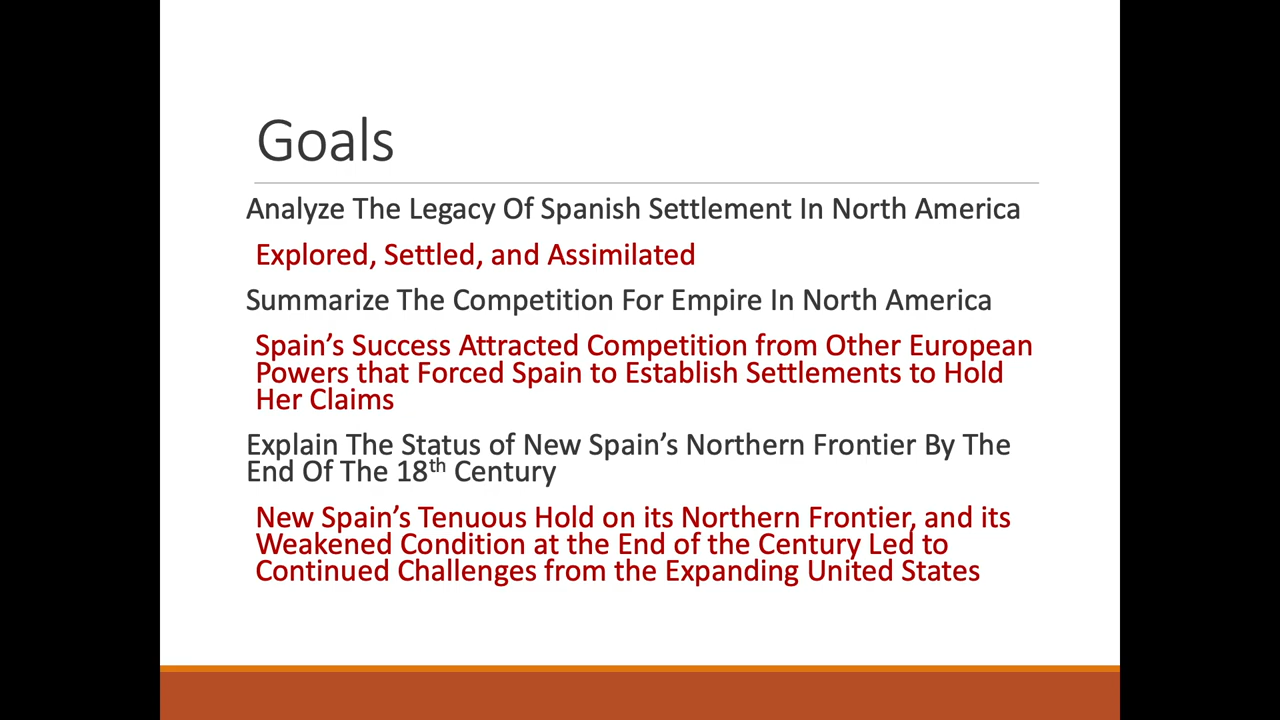 Goals
Analyze The Legacy Of Spanish Settlement In North America
Explored, Settled, and Assimilated
Summarize The Competition For Empire In North America
Spain’s Success Attracted Competition from Other European
Powers that Forced Spain to Establish Settlements to Hold
Her Claims
Explain The Status of New Spain’s Northern Frontier By The
End Of The 18th Century
New Spain’s Tenuous Hold on its Northern Frontier, and its
Weakened Condition at the End of the Century Led to
Continued Challenges from the Expanding United States